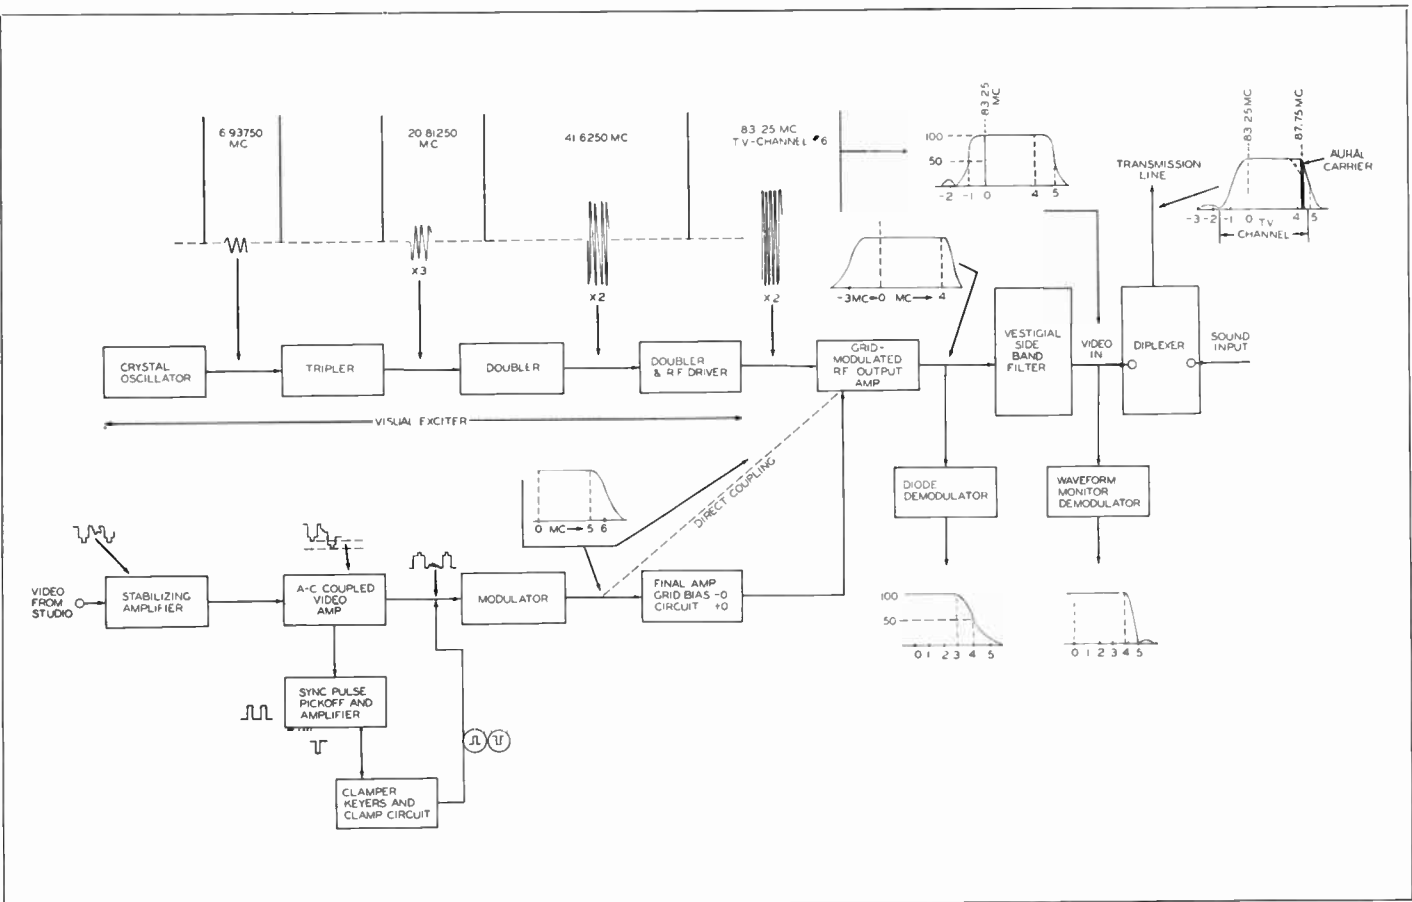 6 93750
MC
20 81250
MC
41 6250 MC
83 25 MC
TV-CHANNEL #6
83 25
MC
100
50
-2 -1 0 4 5
TRANSMISSION
LINE
83 25 MC
87.75 MC
AURAL
CARRIER
-3 -2 -1 0 TV 4 5
CHANNEL
x3
x2
x2
-3MC 0 MC 4
CRYSTAL
OSCILLATOR
TRIPLER
DOUBLER
DOUBLER
& RF DRIVER
GRID-
MODULATED
RF OUTPUT
AMP
VESTIGIAL
SIDE
BAND
FILTER
VIDEO
IN
DIPLEXER
SOUND
INPUT
VISUAL EXCITER
0 MC 5 6
DIRECT COUPLING
DIODE
DEMODULATOR
WAVEFORM
MONITOR
DEMODULATOR
VIDEO
FROM
STUDIO
STABILIZING
AMPLIFIER
A-C COUPLED
VIDEO
AMP
MODULATOR
FINAL AMP
GRID BIAS -0
CIRCUIT +0
100
50
0 1 2 3 4 5
0 1 2 3 4 5
SYNC PULSE
PICKOFF AND
AMPLIFIER
CLAMPER
KEYERS AND
CLAMP CIRCUIT